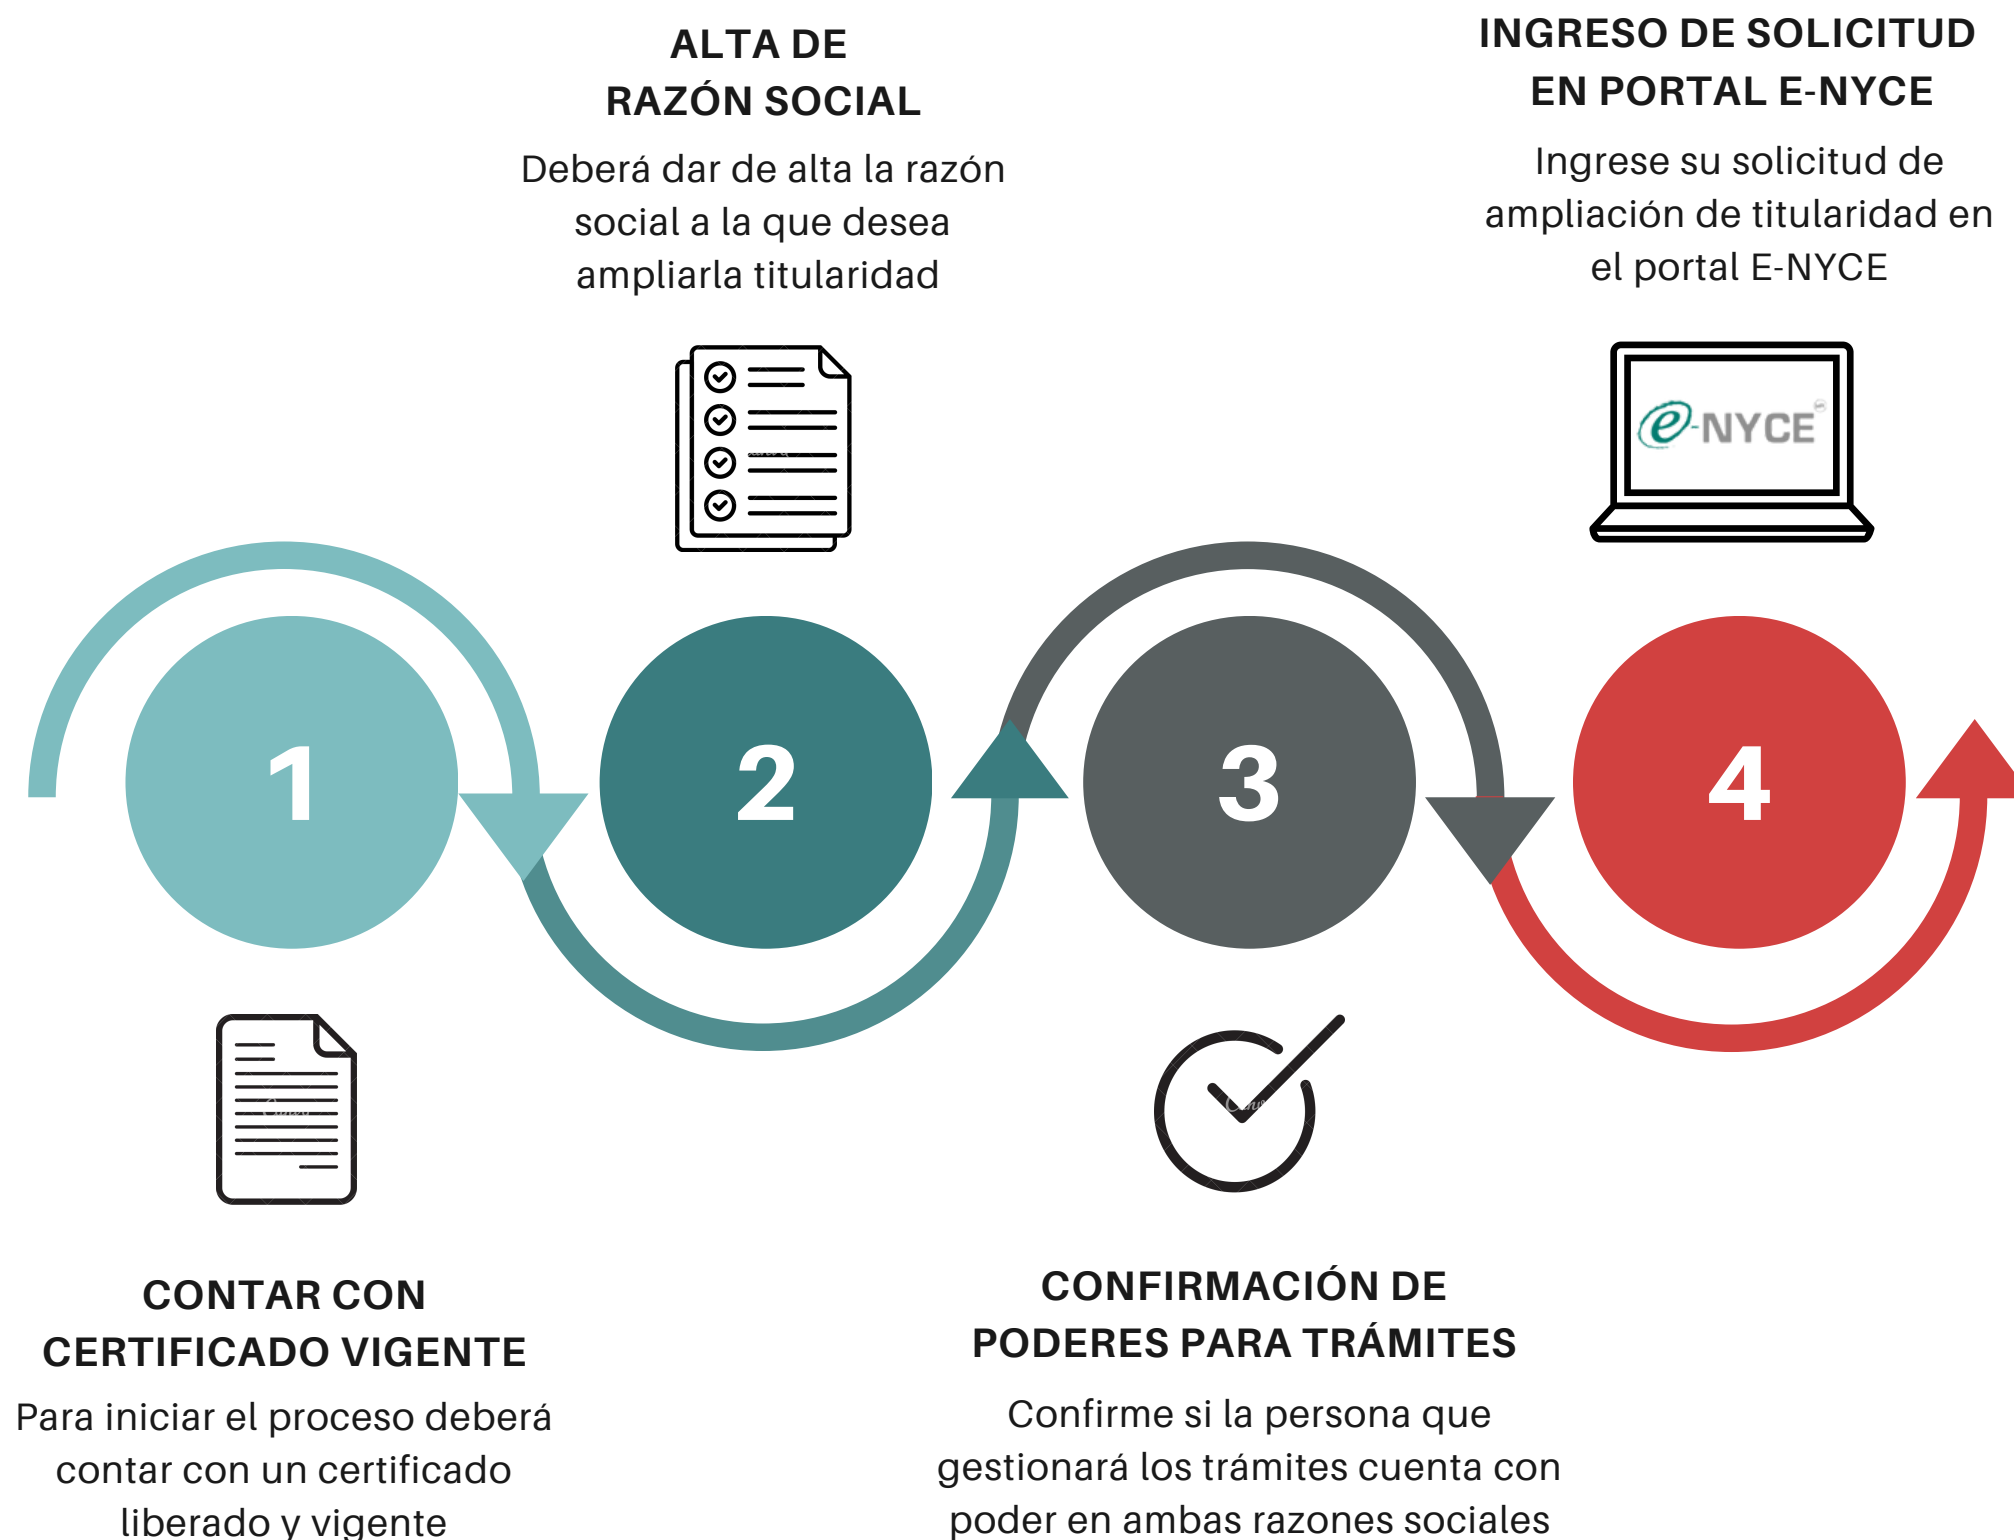 ALTA DE
RAZÓN SOCIAL
Deberá dar de alta la razón
social a la que desea
ampliarla titularidad
INGRESO DE SOLICITUD
EN PORTAL E-NYCE
Ingrese su solicitud de
ampliación de titularidad en
el portal E-NYCE
e-NYCE
1
2
3
4
CONTAR CON
CERTIFICADO VIGENTE
Para iniciar el proceso deberá
contar con un certificado
liberado y vigente
CONFIRMACIÓN DE
PODERES PARA TRÁMITES
Confirme si la persona que
gestionará los trámites cuenta con
poder en ambas razones sociales